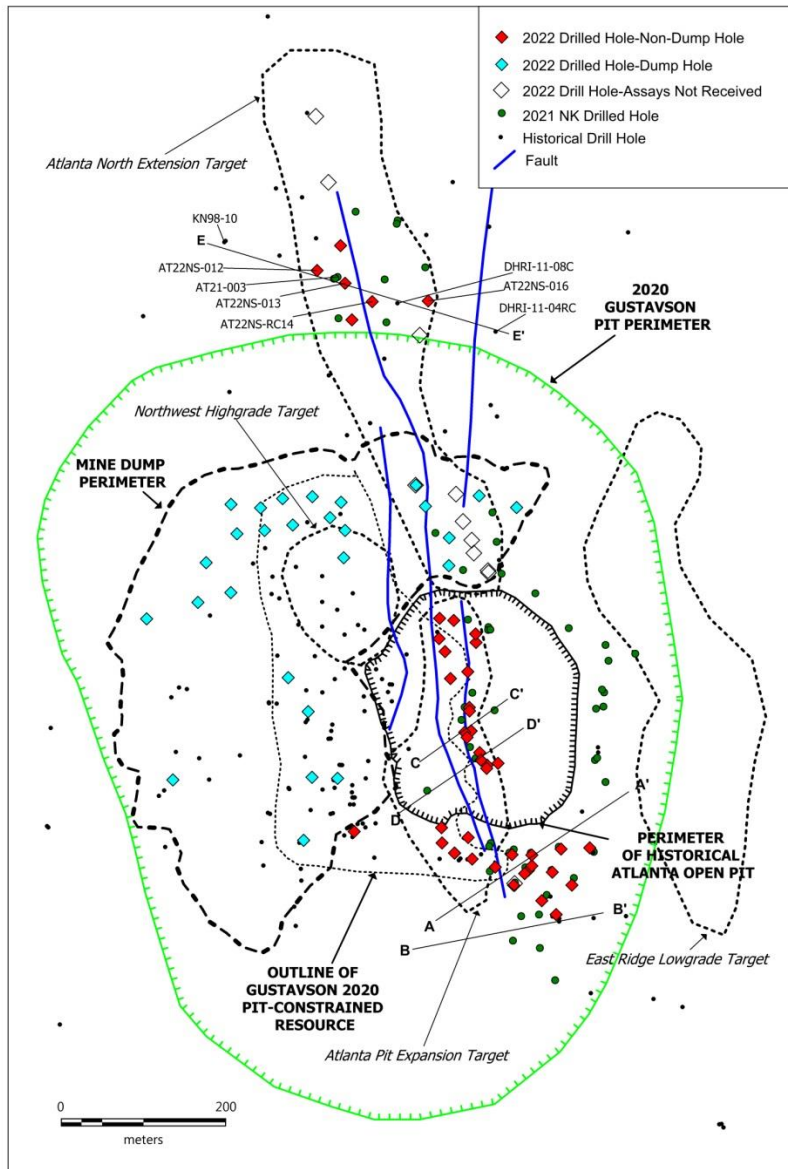 2022 Drilled Hole-Non-Dump Hole
2022 Drilled Hole-Dump Hole
2022 Drill Hole-Assays Not Received
2021 NK Drilled Hole
Historical Drill Hole
Fault
Atlanta North Extension Target
KN98-10
E
AT22NS-012
AT21-003
AT22NS-013
AT22NS-RC14
DHRI-11-08C
AT22NS-016
DHRI-11-04RC
E'
2020
GUSTAVSON
PIT PERIMETER
Northwest Highgrade Target
MINE DUMP
PERIMETER
C'
D'
C
D
A'
PERIMETER
OF HISTORICAL
ATLANTA OPEN PIT
A
B'
B
East Ridge Lowgrade Target
OUTLINE OF
GUSTAVSON 2020
PIT-CONSTRAINED
RESOURCE
Atlanta Pit Expansion Target
0
200
meters